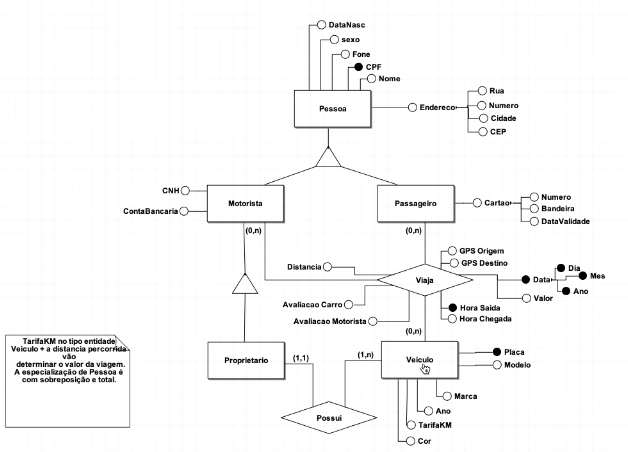 DataNasc
sexo
Fone
CPF
Nome
Pessoa
Endereco
Rua
Numero
Cidade
CEP
CNH
ContaBancaria
Motorista
(0,n)
Passageiro
(0,n)
Cartao
Numero
Bandeira
DataValidade
Distancia
Viaja
GPS Origem
GPS Destino
Data
Dia
Mes
Ano
Valor
Avaliacao Carro
Avaliacao Motorista
Hora Saida
Hora Chegada
(0,n)
TarifaKM no tipo entidade
Veiculo + a distancia percorrida
vão
determinar o valor da viagem.
A especialização de Pessoa é
com sobreposição e total.
Proprietario
(1,1)
(1,n)
Veiculo
Placa
Modelo
Possui
Marca
Ano
TarifaKM
Cor